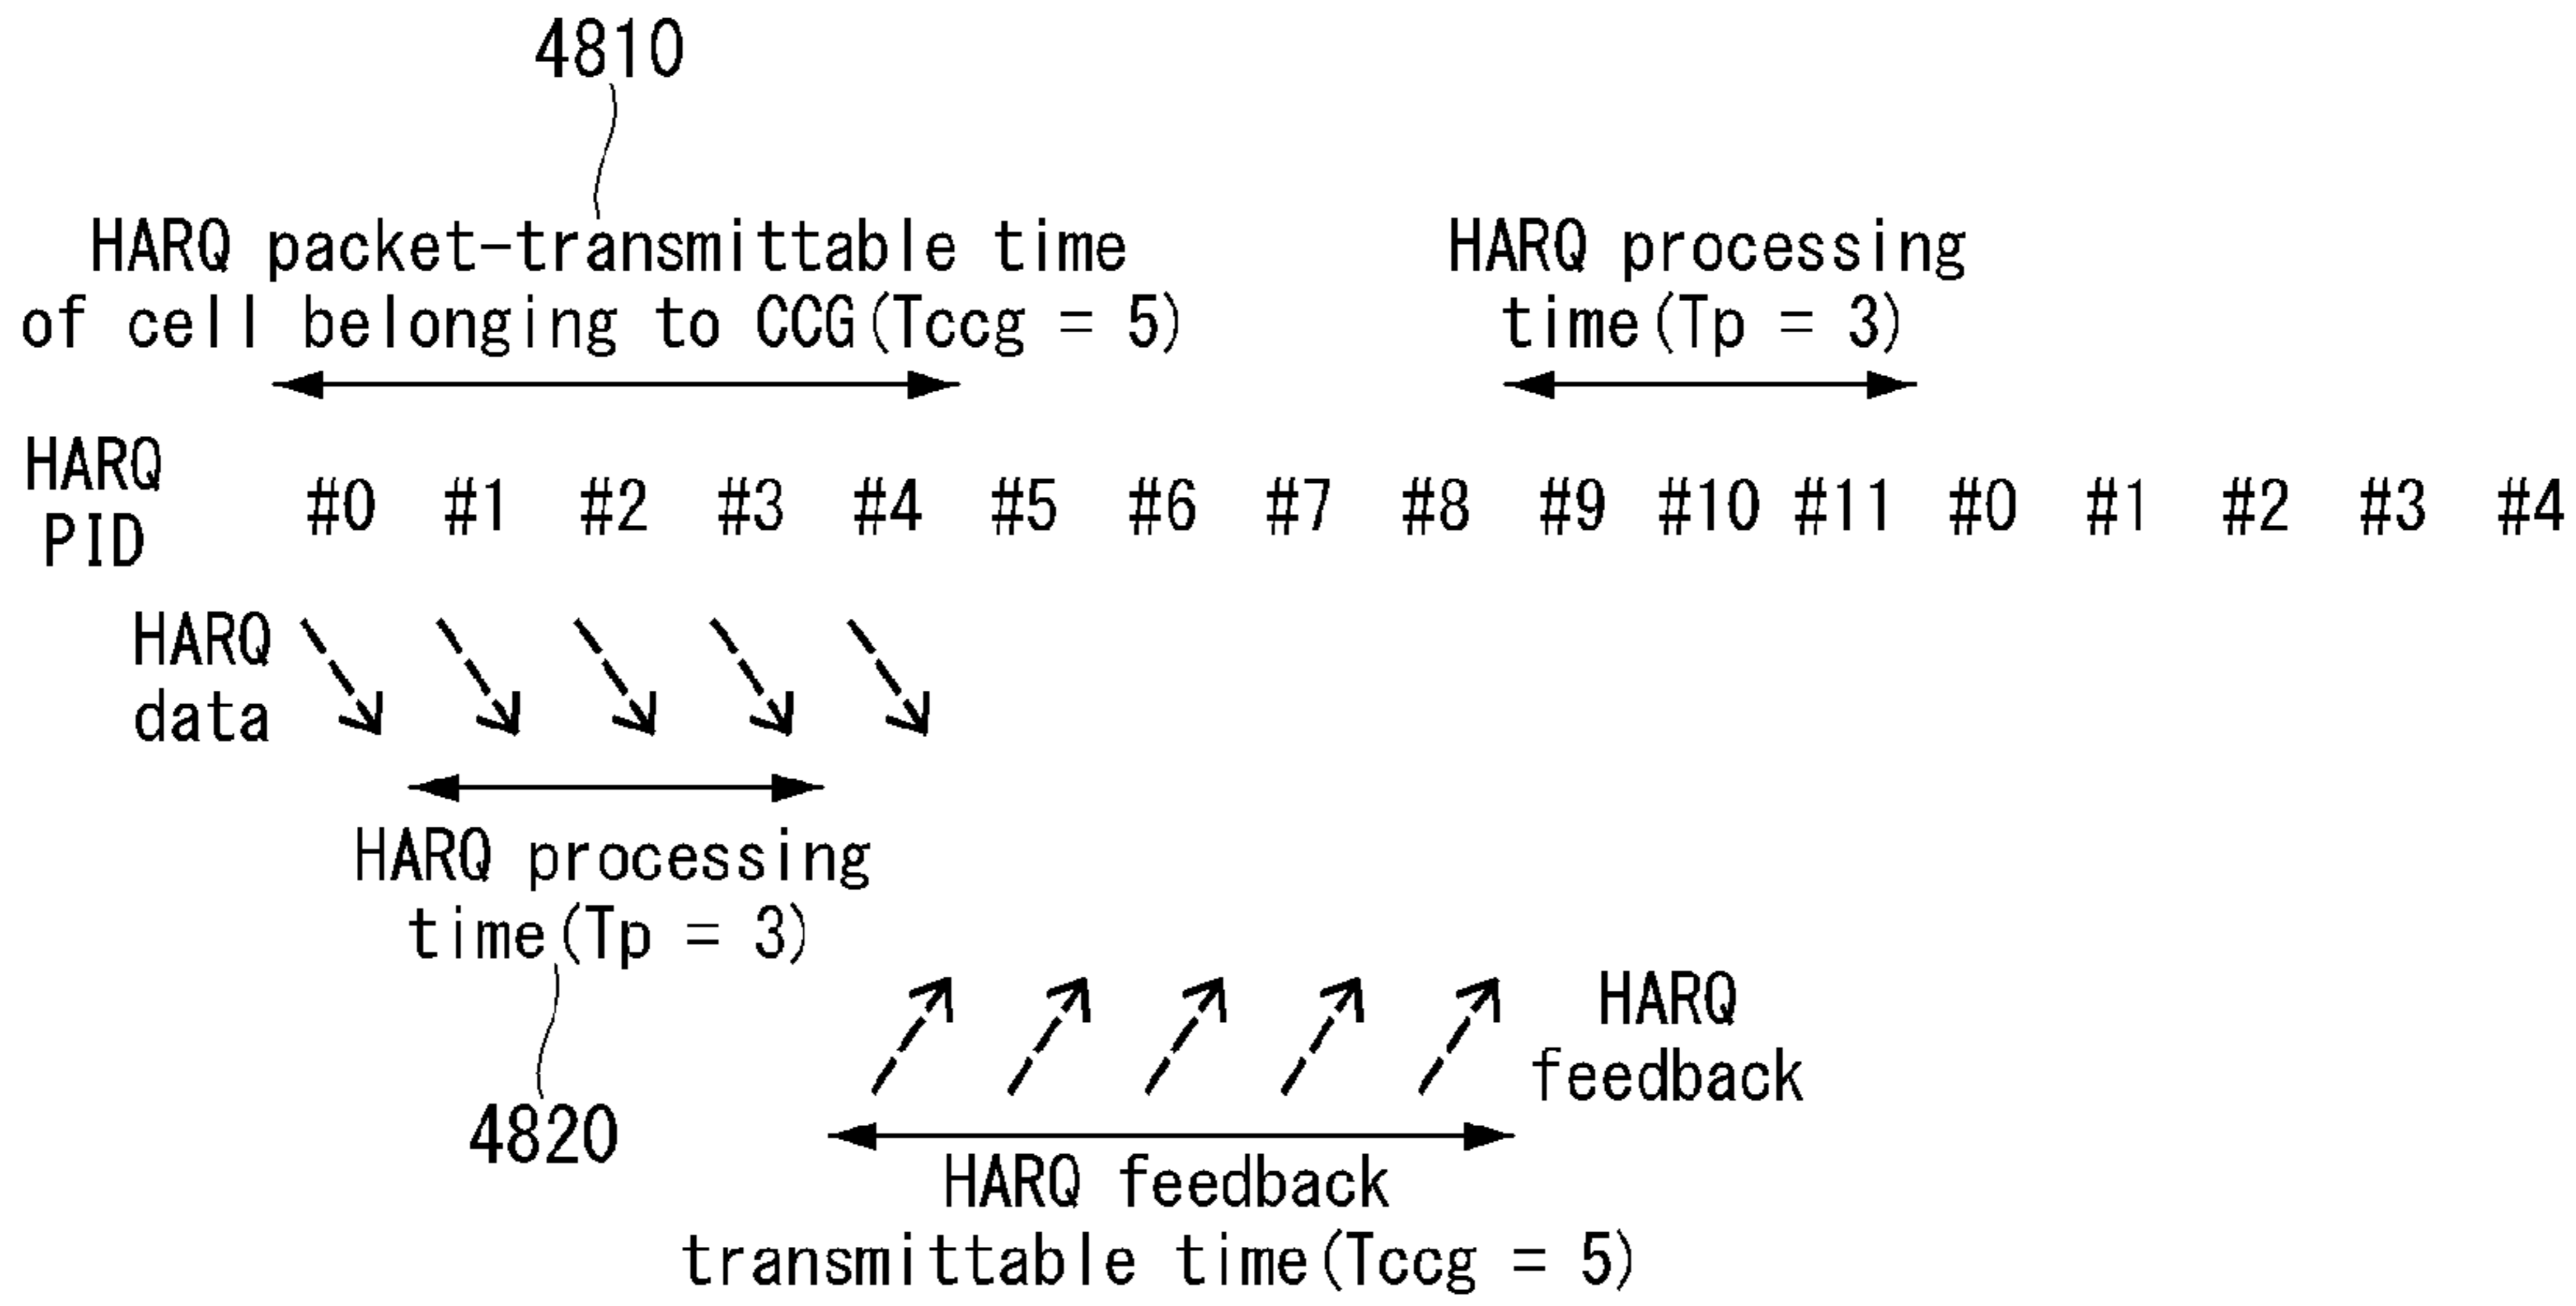 4810
HARQ packet-transmittable time
of cell belonging to CCG(Tccg = 5)
HARQ processing
time(Tp = 3)
HARQ
PID
#0 #1 #2 #3 #4 #5 #6 #7 #8 #9 #10 #11 #0 #1 #2 #3 #4
HARQ
data
HARQ processing
time(Tp = 3)
4820
HARQ
feedback
HARQ feedback
transmittable time(Tccg = 5)